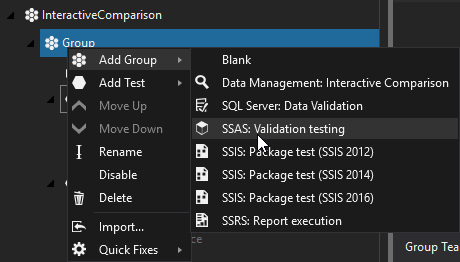 InteractiveComparison
Group
Add Group
Add Test
Move Up
Move Down
Rename
Disable
Delete
Import...
Quick Fixes
Blank
Data Management: Interactive Comparison
SQL Server: Data Validation
SSAS: Validation testing
SSIS: Package test (SSIS 2012)
SSIS: Package test (SSIS 2014)
SSIS: Package test (SSIS 2016)
SSRS: Report execution
Group Tea